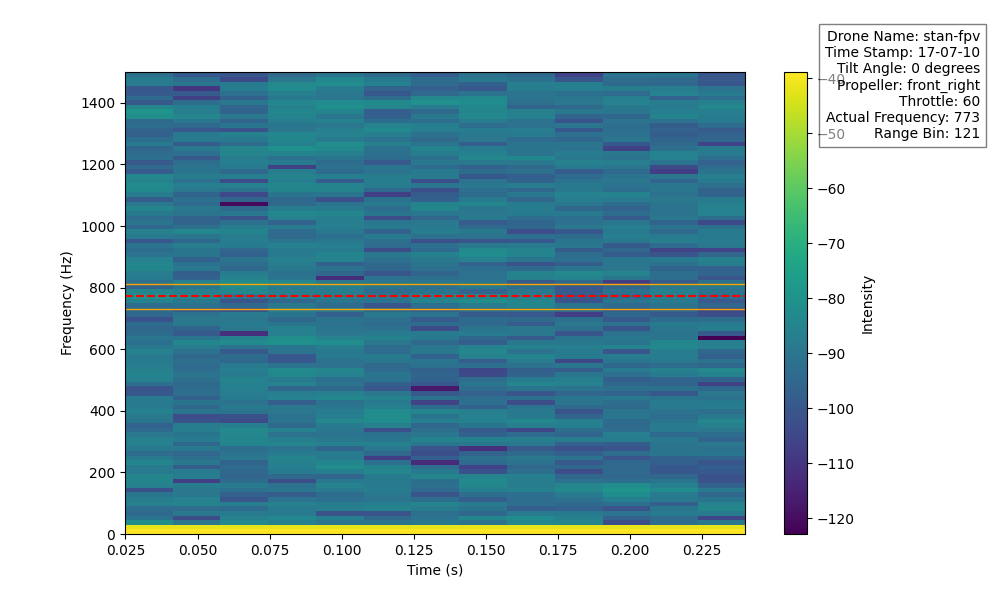 Drone Name: stan-fpv
Time Stamp: 17-07-10
Tilt Angle: 0 degrees
Propeller: front_right
Throttle: 60
Actual Frequency: 773
Range Bin: 121
1400
1200
1000
800
600
400
200
0
Frequency (Hz)
0.025
0.050
0.075
0.100
0.125
0.150
0.175
0.200
0.225
Time (s)
−40
−50
−60
−70
−80
−90
−100
−110
−120
Intensity